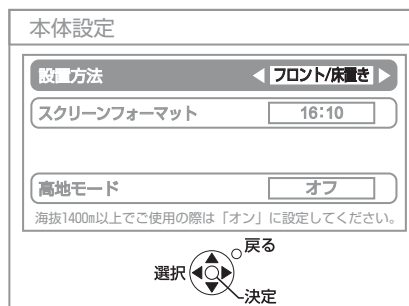 本体設定
設置方法
フロント/床置き
スクリーンフォーマット
16:10
高地モード
オフ
海抜1400m以上でご使用の際は「オン」に設定してください。
戻る
選択
決定